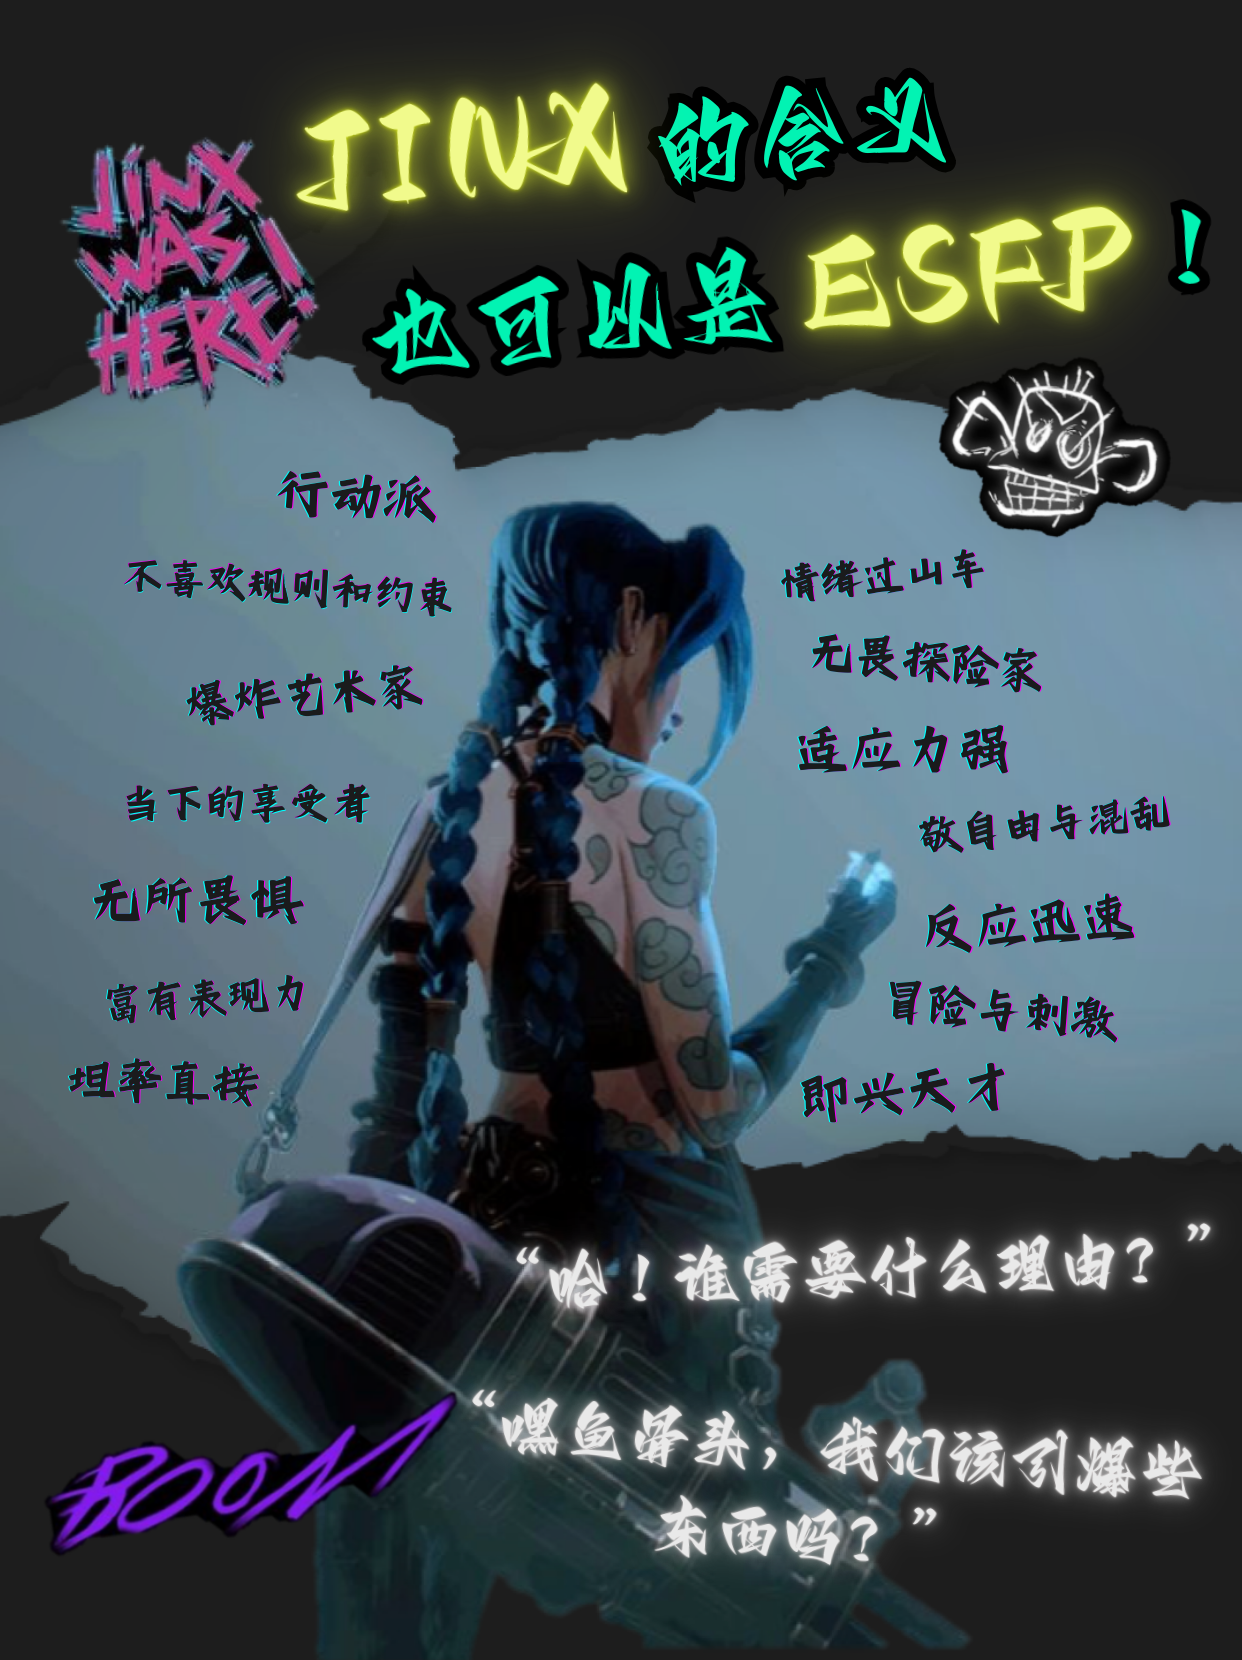 JINX的含义
JINX
WAS
HERE!
也可以是ESFP！
行动派
不喜欢规则和约束
爆炸艺术家
当下的享受者
无所畏惧
富有表现力
坦率直接
情绪过山车
无畏探险家
适应力强
敬自由与混乱
反应迅速
冒险与刺激
即兴天才
“哈！谁需要什么理由？”
“嘿鱼骨头，我们该引爆些
东西吗？”
BOOM